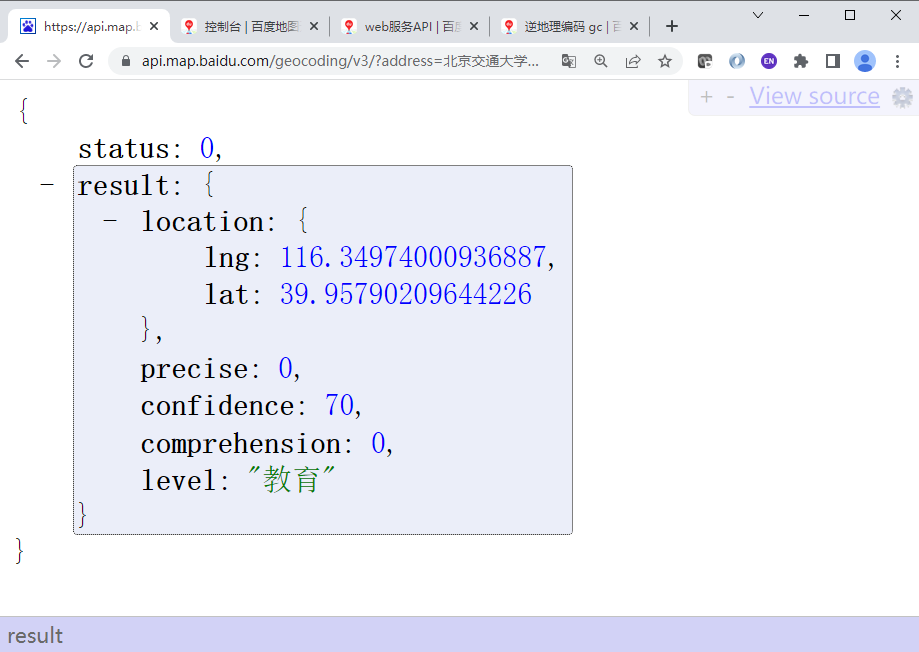 https://api.map.b
控制台 | 百度地图
web服务API | 百度
逆地理编码 gc | 百
api.map.baidu.com/geocoding/v3/?address=北京交通大学...
EN
+ - View source
{
status: 0,
- result: {
- location: {
lng: 116.34974000936887,
lat: 39.95790209644226
},
precise: 0,
confidence: 70,
comprehension: 0,
level: "教育"
}
}
result